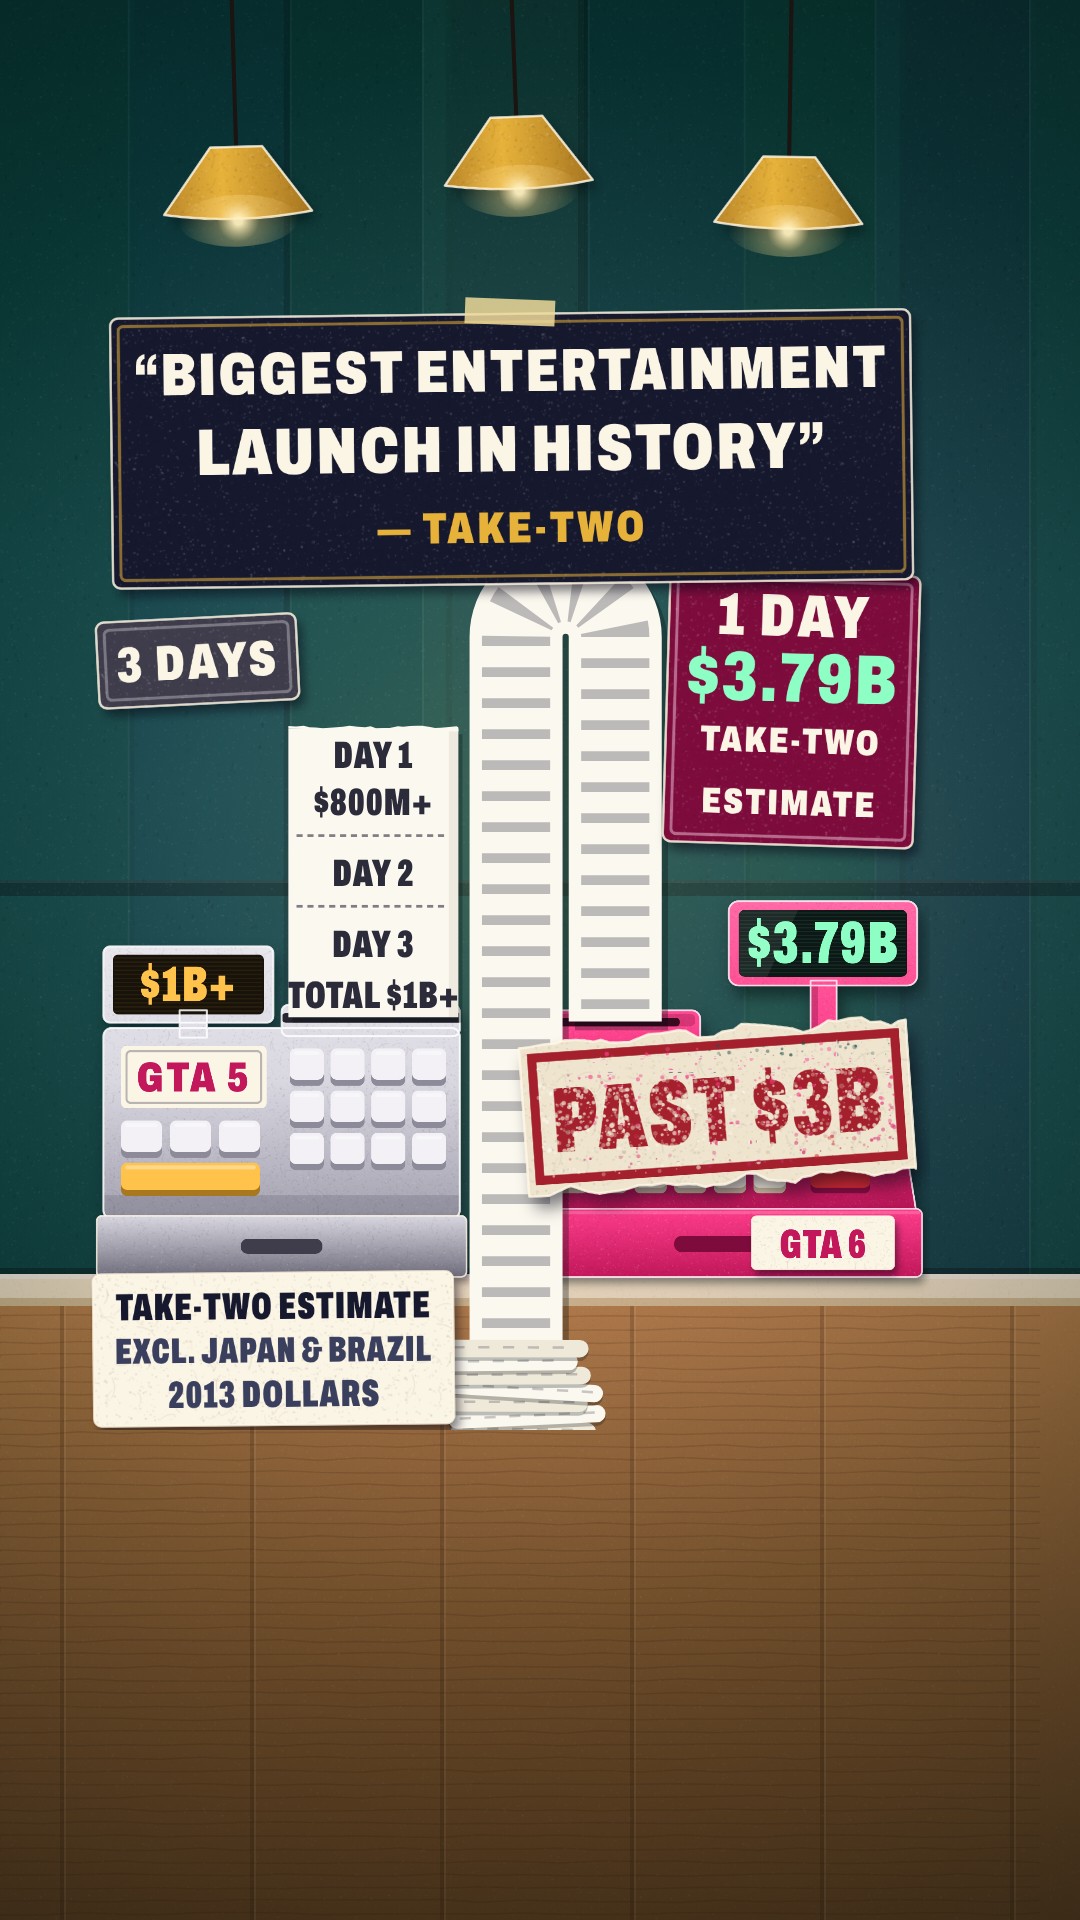 “BIGGEST ENTERTAINMENT
LAUNCH IN HISTORY”
— TAKE-TWO
3 DAYS
1 DAY
$3.79B
TAKE-TWO
ESTIMATE
DAY 1
$800M+
DAY 2
DAY 3
TOTAL $1B+
$1B+
GTA 5
$3.79B
PAST $3B
GTA 6
TAKE-TWO ESTIMATE
EXCL. JAPAN & BRAZIL
2013 DOLLARS